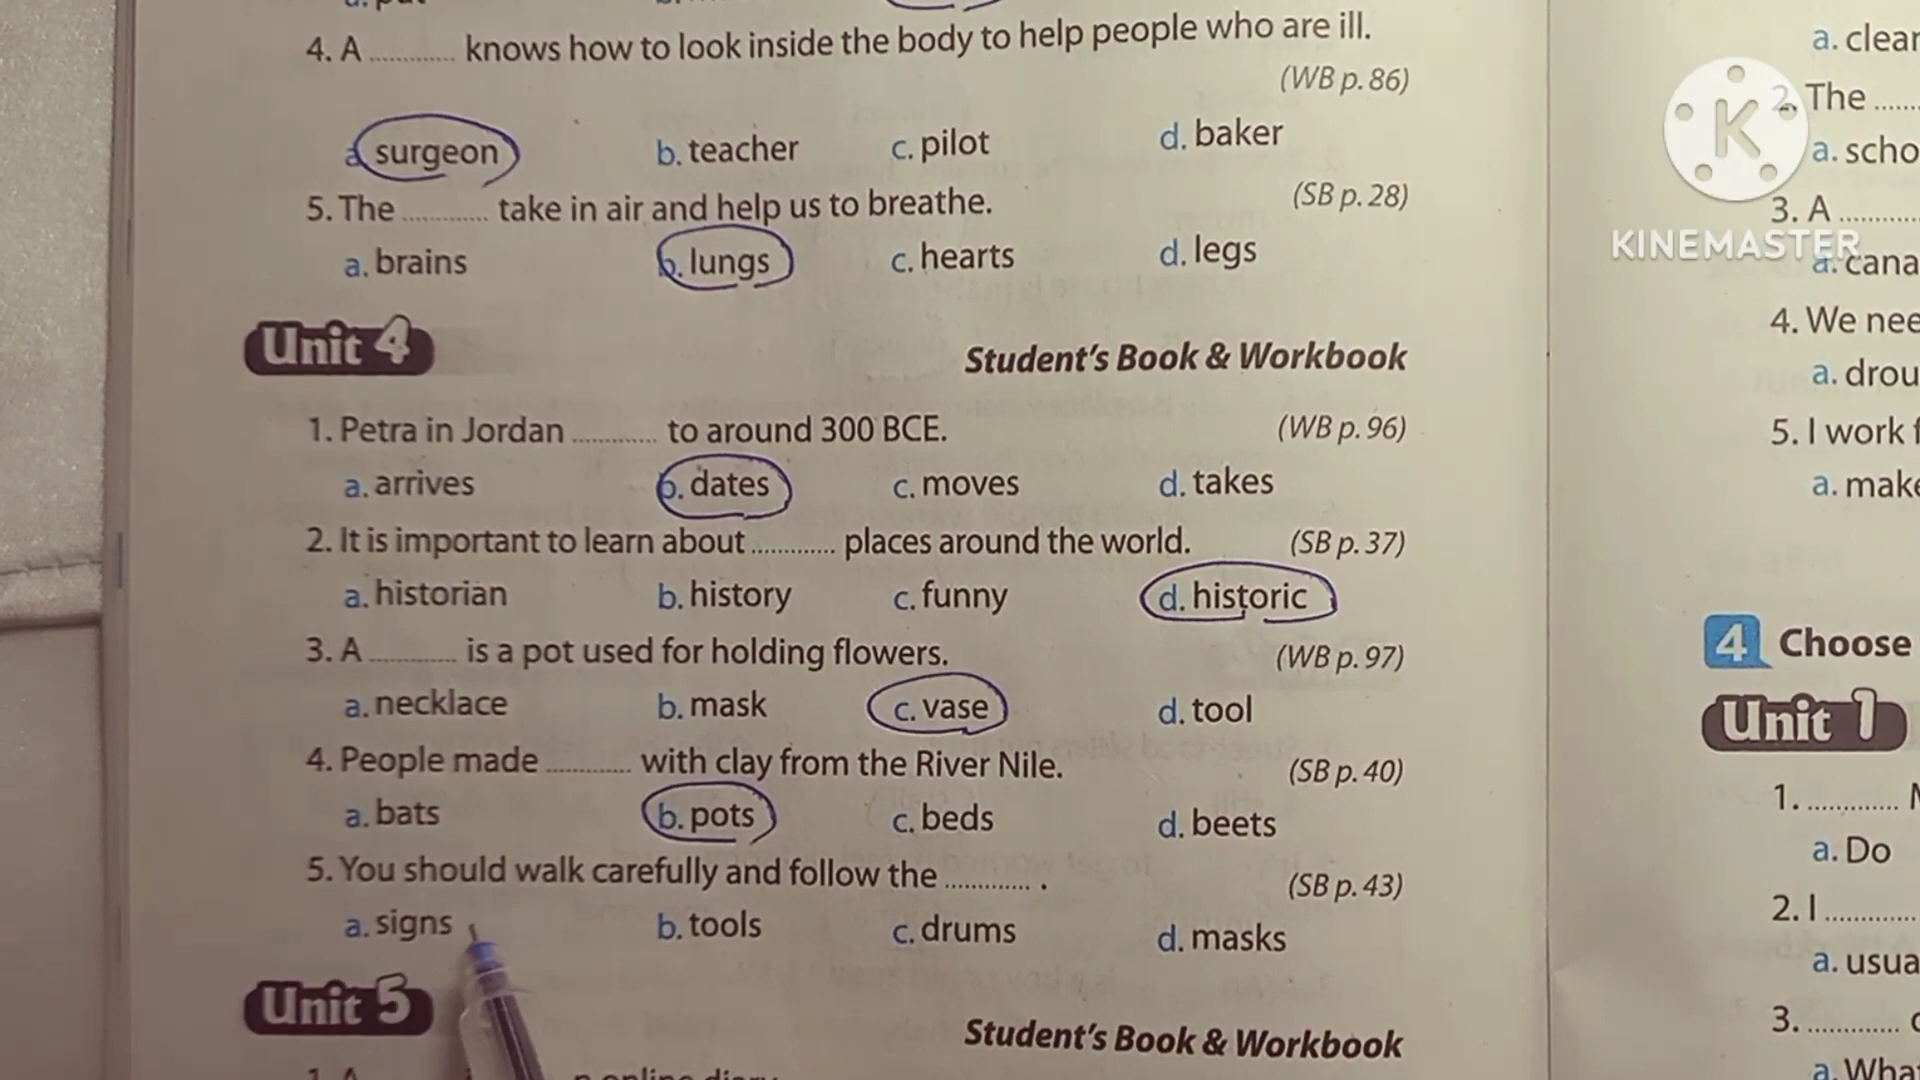 4. A ............ knows how to look inside the body to help people who are ill.
(WB p. 86)
a. surgeon b. teacher c. pilot d. baker
5. The ............ take in air and help us to breathe. (SB p. 28)
a. brains b. lungs c. hearts d. legs
Unit 4
Student's Book & Workbook
1. Petra in Jordan ............ to around 300 BCE. (WB p. 96)
a. arrives b. dates c. moves d. takes
2. It is important to learn about ............ places around the world. (SB p. 37)
a. historian b. history c. funny d. historic
3. A ............ is a pot used for holding flowers. (WB p. 97)
a. necklace b. mask c. vase d. tool
4. People made ............ with clay from the River Nile. (SB p. 40)
a. bats b. pots c. beds d. beets
5. You should walk carefully and follow the ............ . (SB p. 43)
a. signs b. tools c. drums d. masks
Unit 5
Student's Book & Workbook
1. A online diary
a. clear
2. The ......
a. scho
3. A ............
a. cana
4. We nee
a. drou
5. I work f
a. make
4 Choose
Unit 1
1. ............
a. Do
2. I ............
a. usua
3. ............
a. Wha
K
KINEMASTER